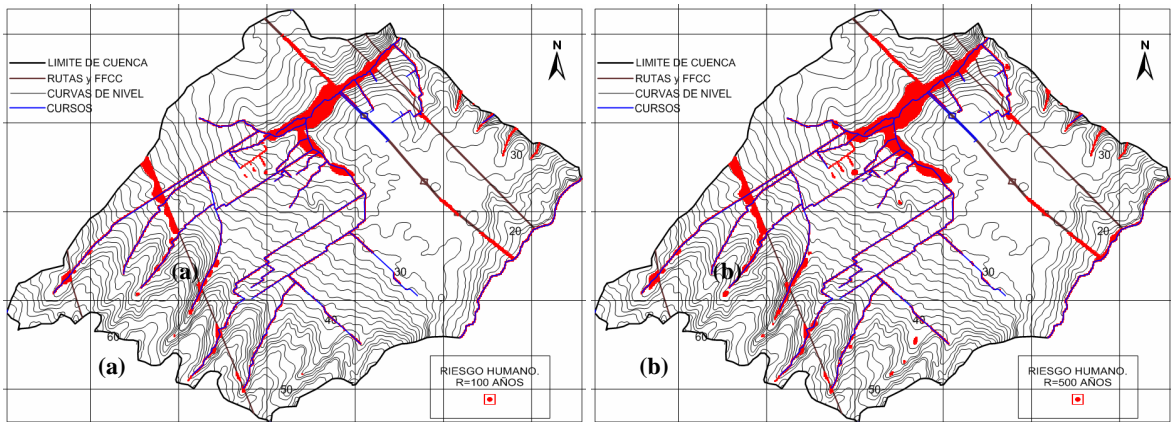 N
LIMITE DE CUENCA
RUTAS y FFCC
CURVAS DE NIVEL
CURSOS
30
20
(a)
30
40
60
(a)
50
RIESGO HUMANO.
R=100 AÑOS
N
LIMITE DE CUENCA
RUTAS y FFCC
CURVAS DE NIVEL
CURSOS
30
20
(b)
30
40
60
(b)
50
RIESGO HUMANO.
R=500 AÑOS